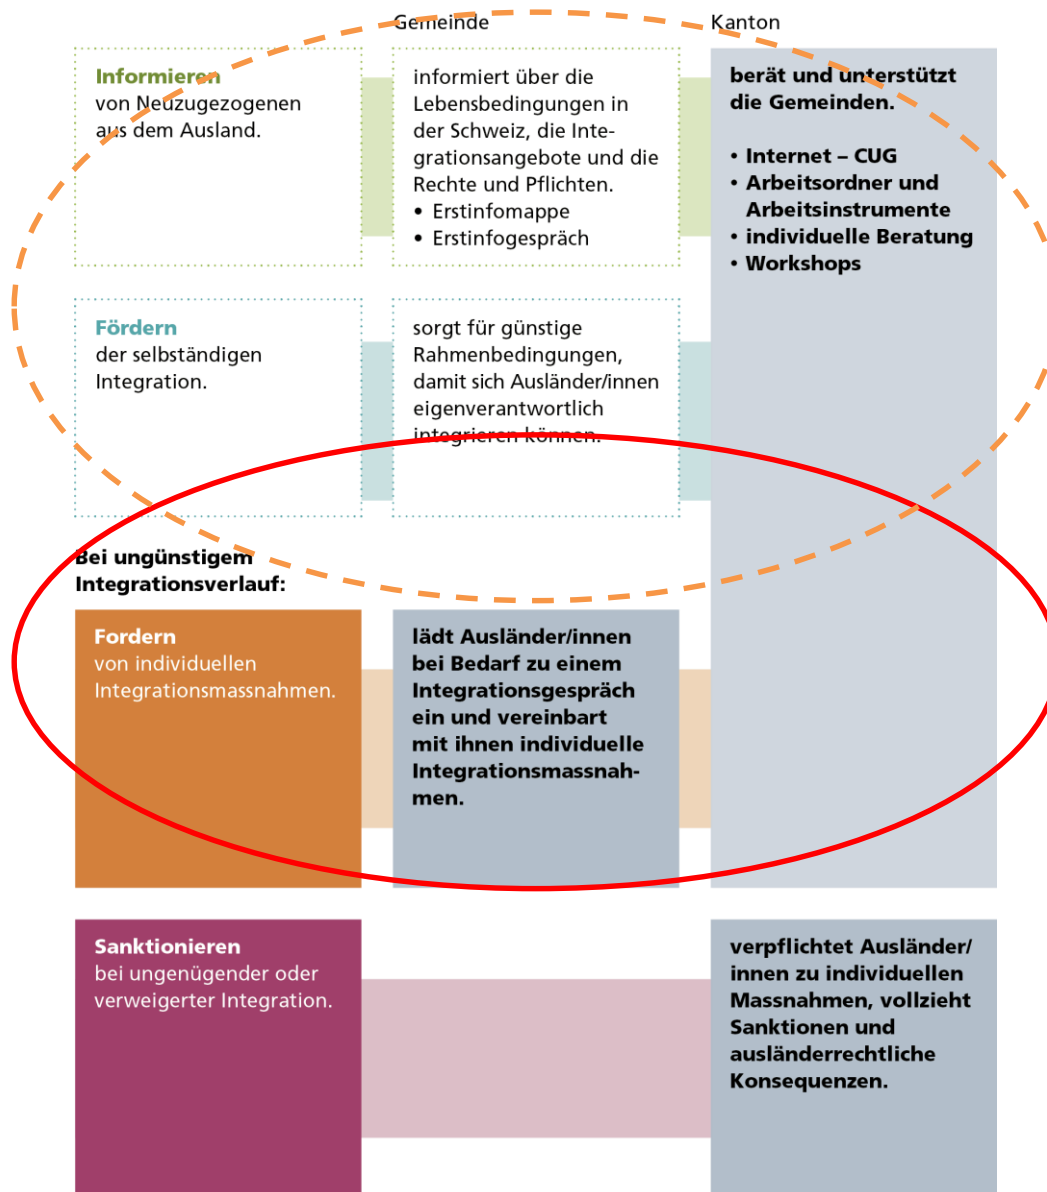 Gemeinde
Kanton
Informieren
von Neuzugezogenen
aus dem Ausland.
informiert über die
Lebensbedingungen in
der Schweiz, die Inte-
grationsangebote und die
Rechte und Pflichten.
• Erstinfomappe
• Erstinfogespräch
berät und unterstützt
die Gemeinden.
• Internet – CUG
• Arbeitsordner und
Arbeitsinstrumente
• individuelle Beratung
• Workshops
Fördern
der selbständigen
Integration.
sorgt für günstige
Rahmenbedingungen,
damit sich Ausländer/innen
eigenverantwortlich
integrieren können.
Bei ungünstigem
Integrationsverlauf:
Fordern
von individuellen
Integrationsmassnahmen.
lädt Ausländer/innen
bei Bedarf zu einem
Integrationsgespräch
ein und vereinbart
mit ihnen individuelle
Integrationsmassnah-
men.
Sanktionieren
bei ungenügender oder
verweigerter Integration.
verpflichtet Ausländer/
innen zu individuellen
Massnahmen, vollzieht
Sanktionen und
ausländerrechtliche
Konsequenzen.